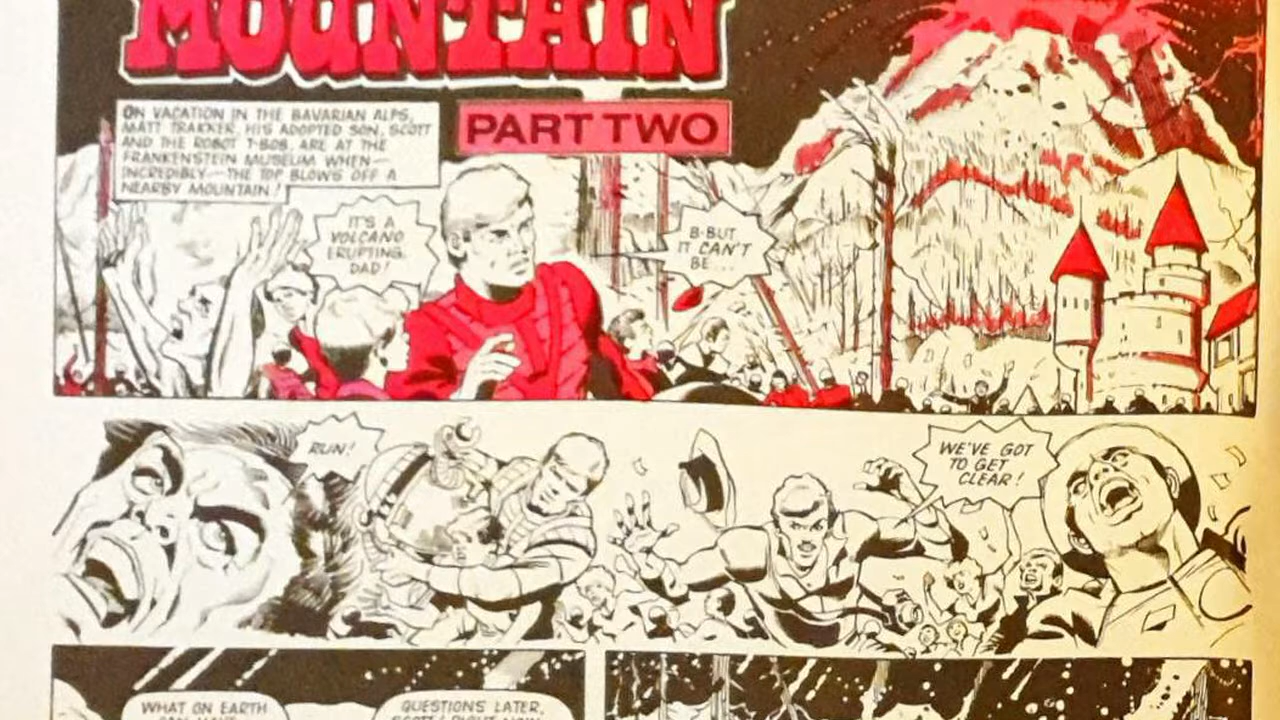 MOUNTAIN
PART TWO
ON VACATION IN THE BAVARIAN ALPS,
MATT TRAKKER, HIS ADOPTED SON, SCOTT
AND THE ROBOT T-BOB, ARE AT THE
FRANKENSTEIN MUSEUM WHEN—
INCREDIBLY—THE TOP BLOWS OFF A
NEARBY MOUNTAIN!
IT'S A
VOLCANO
ERUPTING,
DAD!
B-BUT
IT CAN'T
BE...
RUN!
WE'VE GOT
TO GET
CLEAR!
WHAT ON EARTH
QUESTIONS LATER,